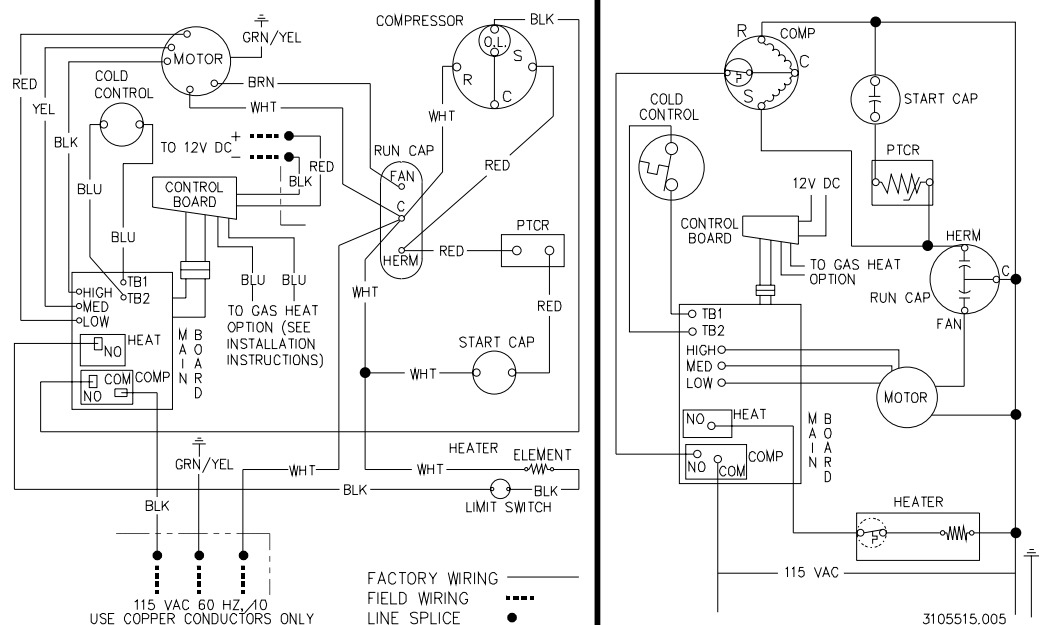 COMPRESSOR
BLK
GRN/YEL
O.L.
MOTOR
S
R
C
RED
COLD
CONTROL
BRN
YEL
WHT
WHT
BLK
TO 12V DC
+
–
RUN CAP
RED
RED
FAN
BLK
BLU
CONTROL
BOARD
C
PTCR
BLU
RED
HERM
BLU
BLU
TB1
TB2
HIGH
MED
LOW
WHT
RED
TO GAS HEAT
OPTION (SEE
INSTALLATION
INSTRUCTIONS)
MAIN
BOARD
HEAT
NO
START CAP
COM
COMP
NO
WHT
HEATER
ELEMENT
GRN/YEL
WHT
WHT
BLK
BLK
LIMIT SWITCH
BLK
115 VAC 60 HZ,/10
USE COPPER CONDUCTORS ONLY
FACTORY WIRING
FIELD WIRING
LINE SPLICE
R
COMP
C
S
START CAP
COLD
CONTROL
PTCR
12V DC
CONTROL
BOARD
HERM
TO GAS HEAT
OPTION
C
RUN CAP
FAN
TB1
TB2
HIGH
MED
LOW
MOTOR
NO
HEAT
MAIN
BOARD
COMP
NO
COM
HEATER
115 VAC
3105515.005